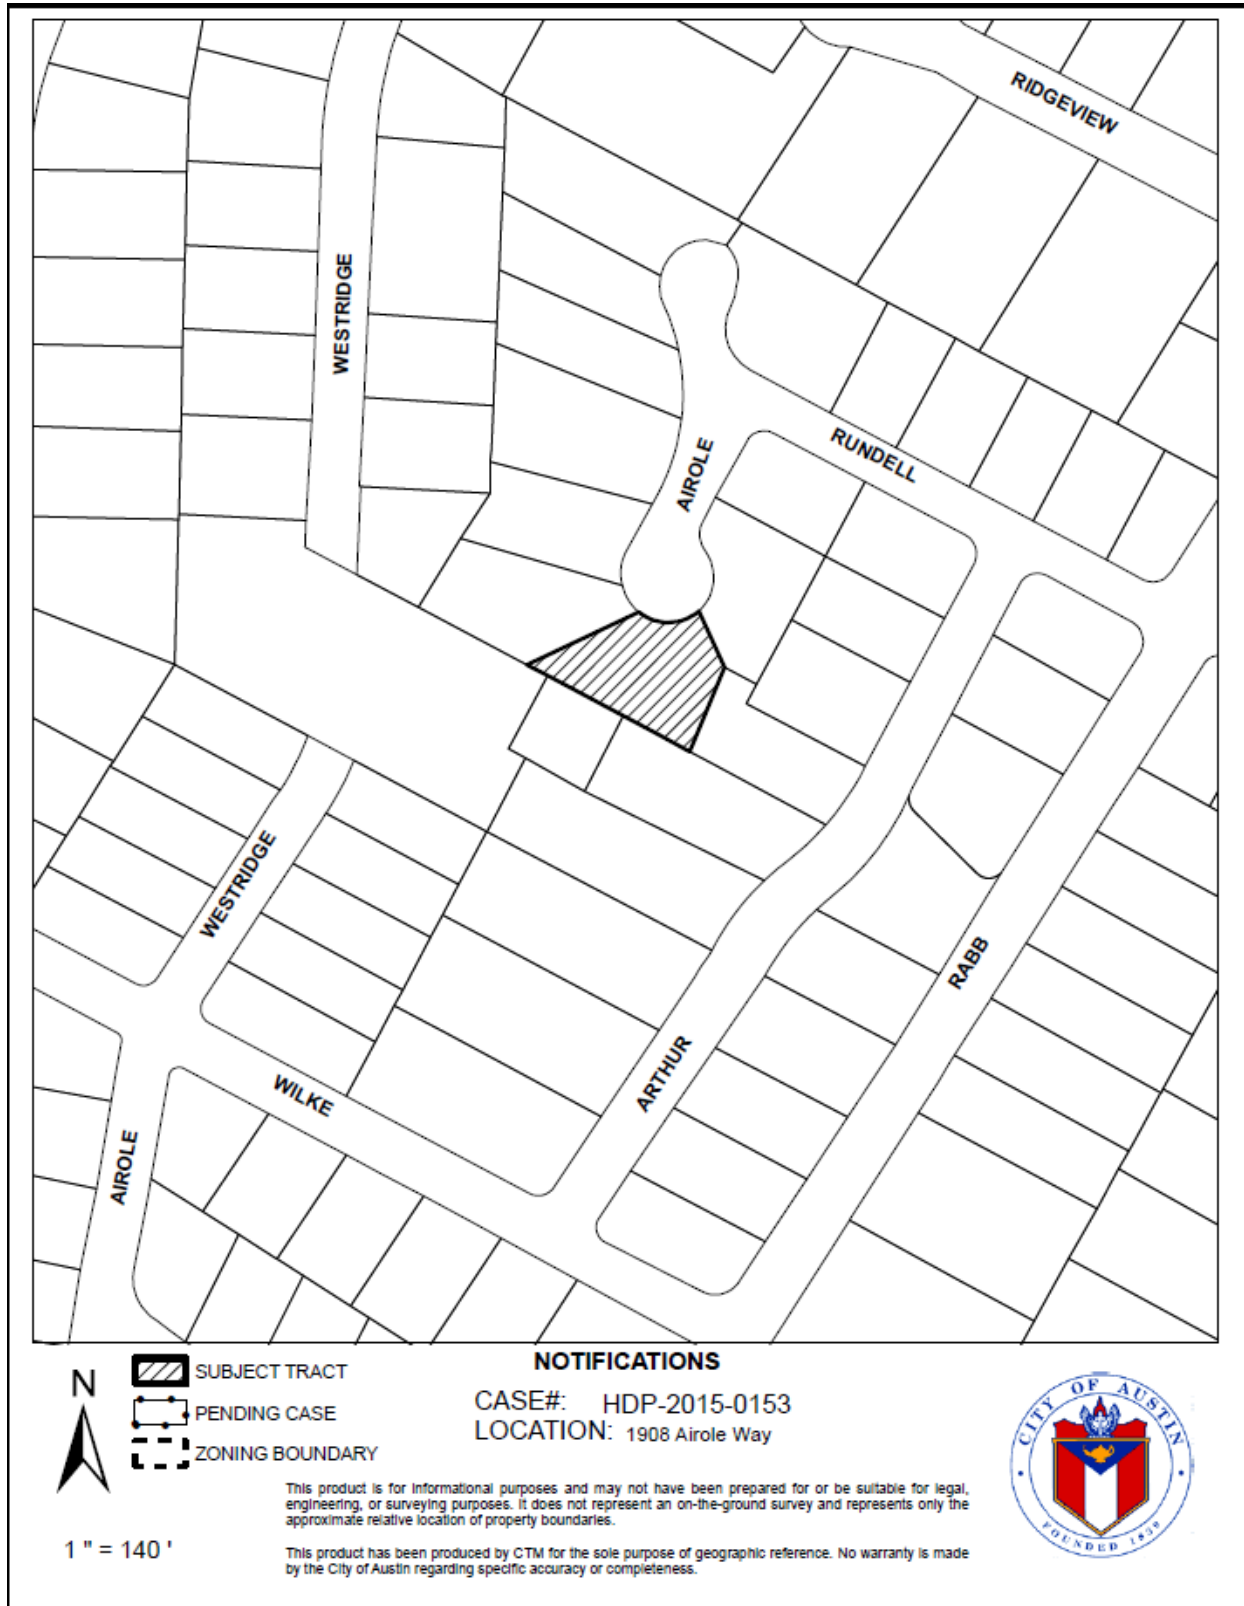 RIDGEVIEW
WESTRIDGE
RUNDELL
AIROLE
WESTRIDGE
RABB
ARTHUR
WILKE
AIROLE
N
SUBJECT TRACT
PENDING CASE
ZONING BOUNDARY
1 " = 140 '
NOTIFICATIONS
CASE#: HDP-2015-0153
LOCATION: 1908 Airole Way
This product is for informational purposes and may not have been prepared for or be suitable for legal,
engineering, or surveying purposes. It does not represent an on-the-ground survey and represents only the
approximate relative location of property boundaries.
This product has been produced by CTM for the sole purpose of geographic reference. No warranty is made
by the City of Austin regarding specific accuracy or completeness.
CITY OF AUSTIN
FOUNDED 1839